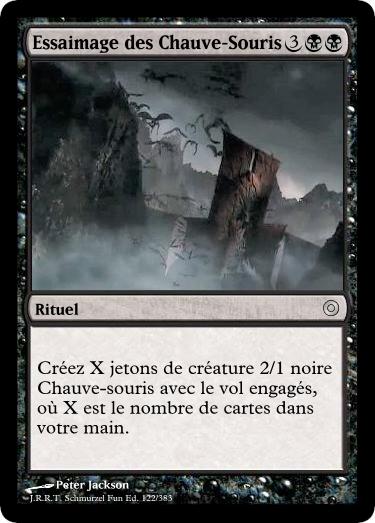 Essaimage des Chauve-Souris 3
Rituel
Créez X jetons de créature 2/1 noire
Chauve-souris avec le vol engagés,
où X est le nombre de cartes dans
votre main.
Peter Jackson
J.R.R.T. Schmurzel Fun Ed. 122/383